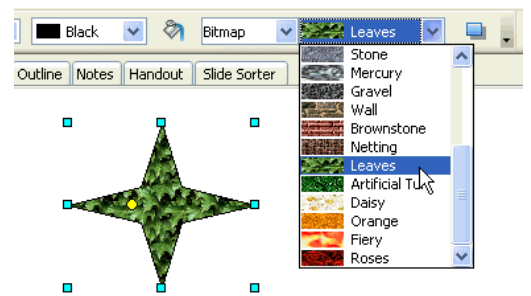 Black Bitmap Leaves
Outline Notes Handout Slide Sorter
Stone
Mercury
Gravel
Wall
Brownstone
Netting
Leaves
Artificial
Daisy
Orange
Fiery
Roses